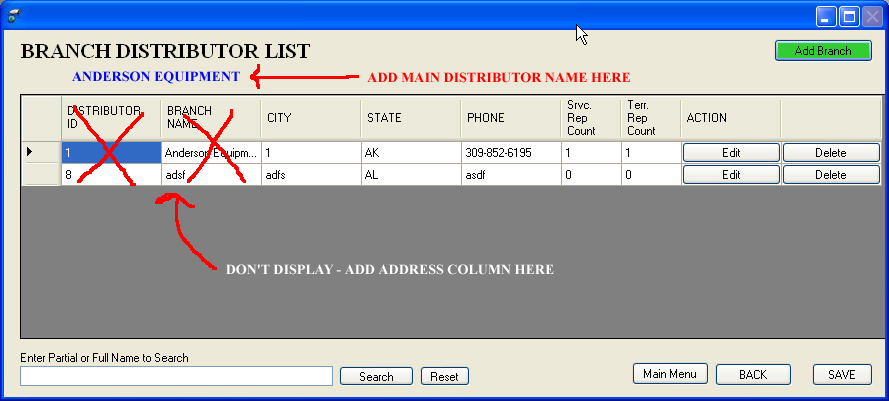 BRANCH DISTRIBUTOR LIST
Add Branch
ANDERSON EQUIPMENT
ADD MAIN DISTRIBUTOR NAME HERE
DISTRIBUTOR
ID
BRANCH
NAME
CITY
STATE
PHONE
Srvc.
Rep
Count
Terr.
Rep
Count
ACTION
1 Anderson Equipm... 1 AK 309-852-6195 1 1 Edit Delete
8 adsf adfs AL asdf 0 0 Edit Delete
DON'T DISPLAY - ADD ADDRESS COLUMN HERE
Enter Partial or Full Name to Search
Search Reset Main Menu BACK SAVE